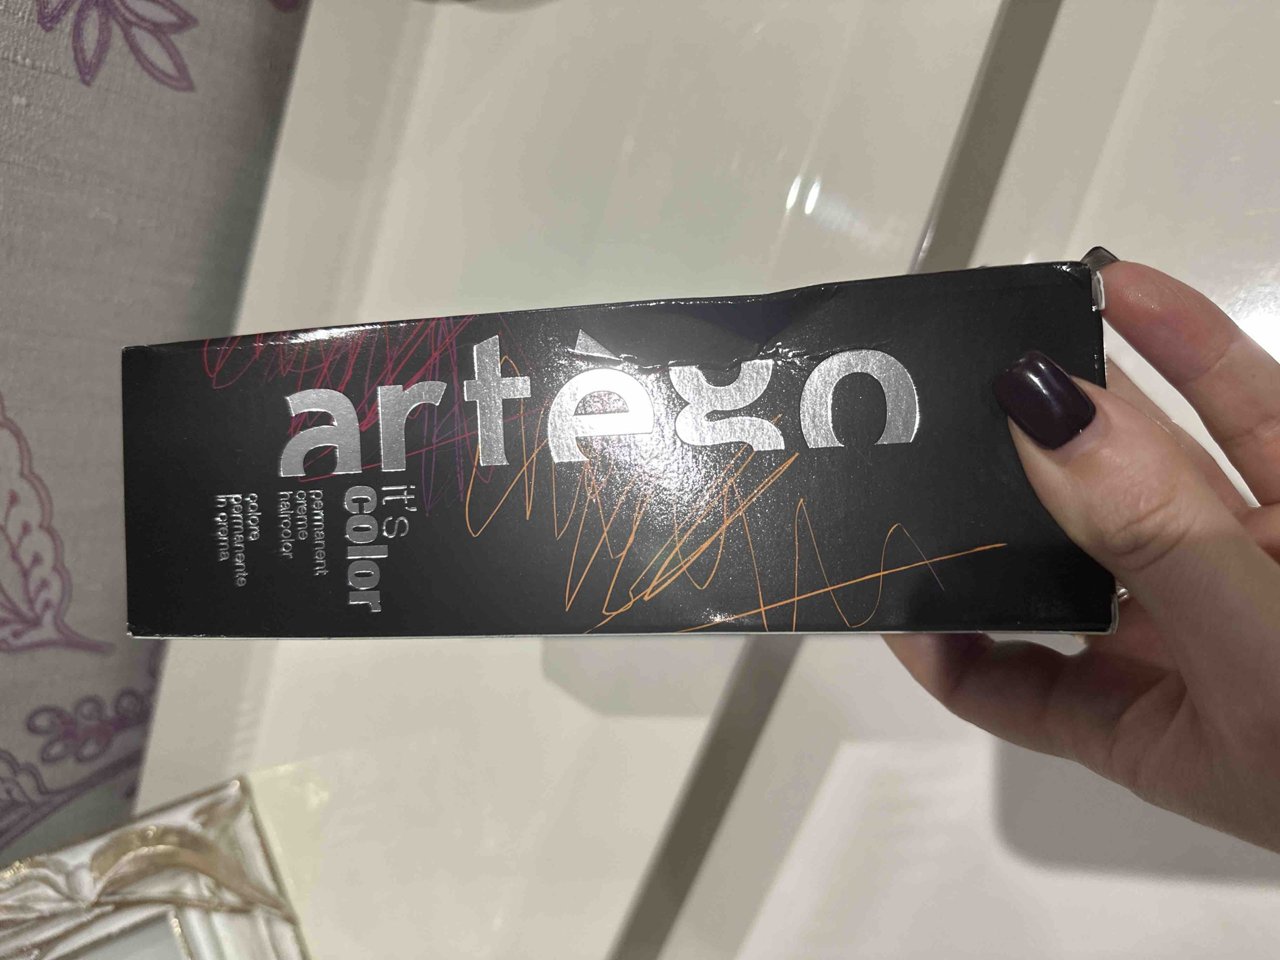 artègo
it's
color
permanent
creme
haircolor
colore
permanente
in crema